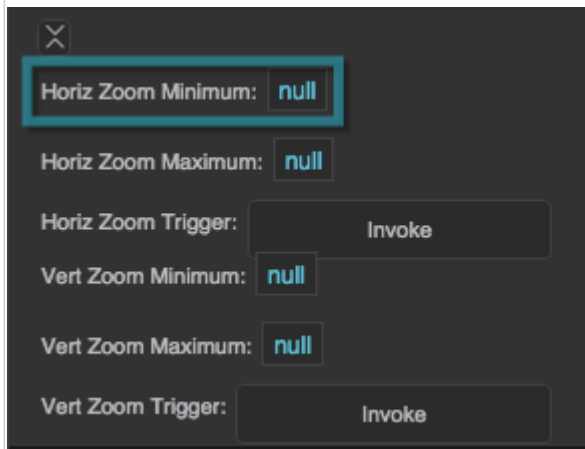 Horiz Zoom Minimum: null
Horiz Zoom Maximum: null
Horiz Zoom Trigger: Invoke
Vert Zoom Minimum: null
Vert Zoom Maximum: null
Vert Zoom Trigger: Invoke